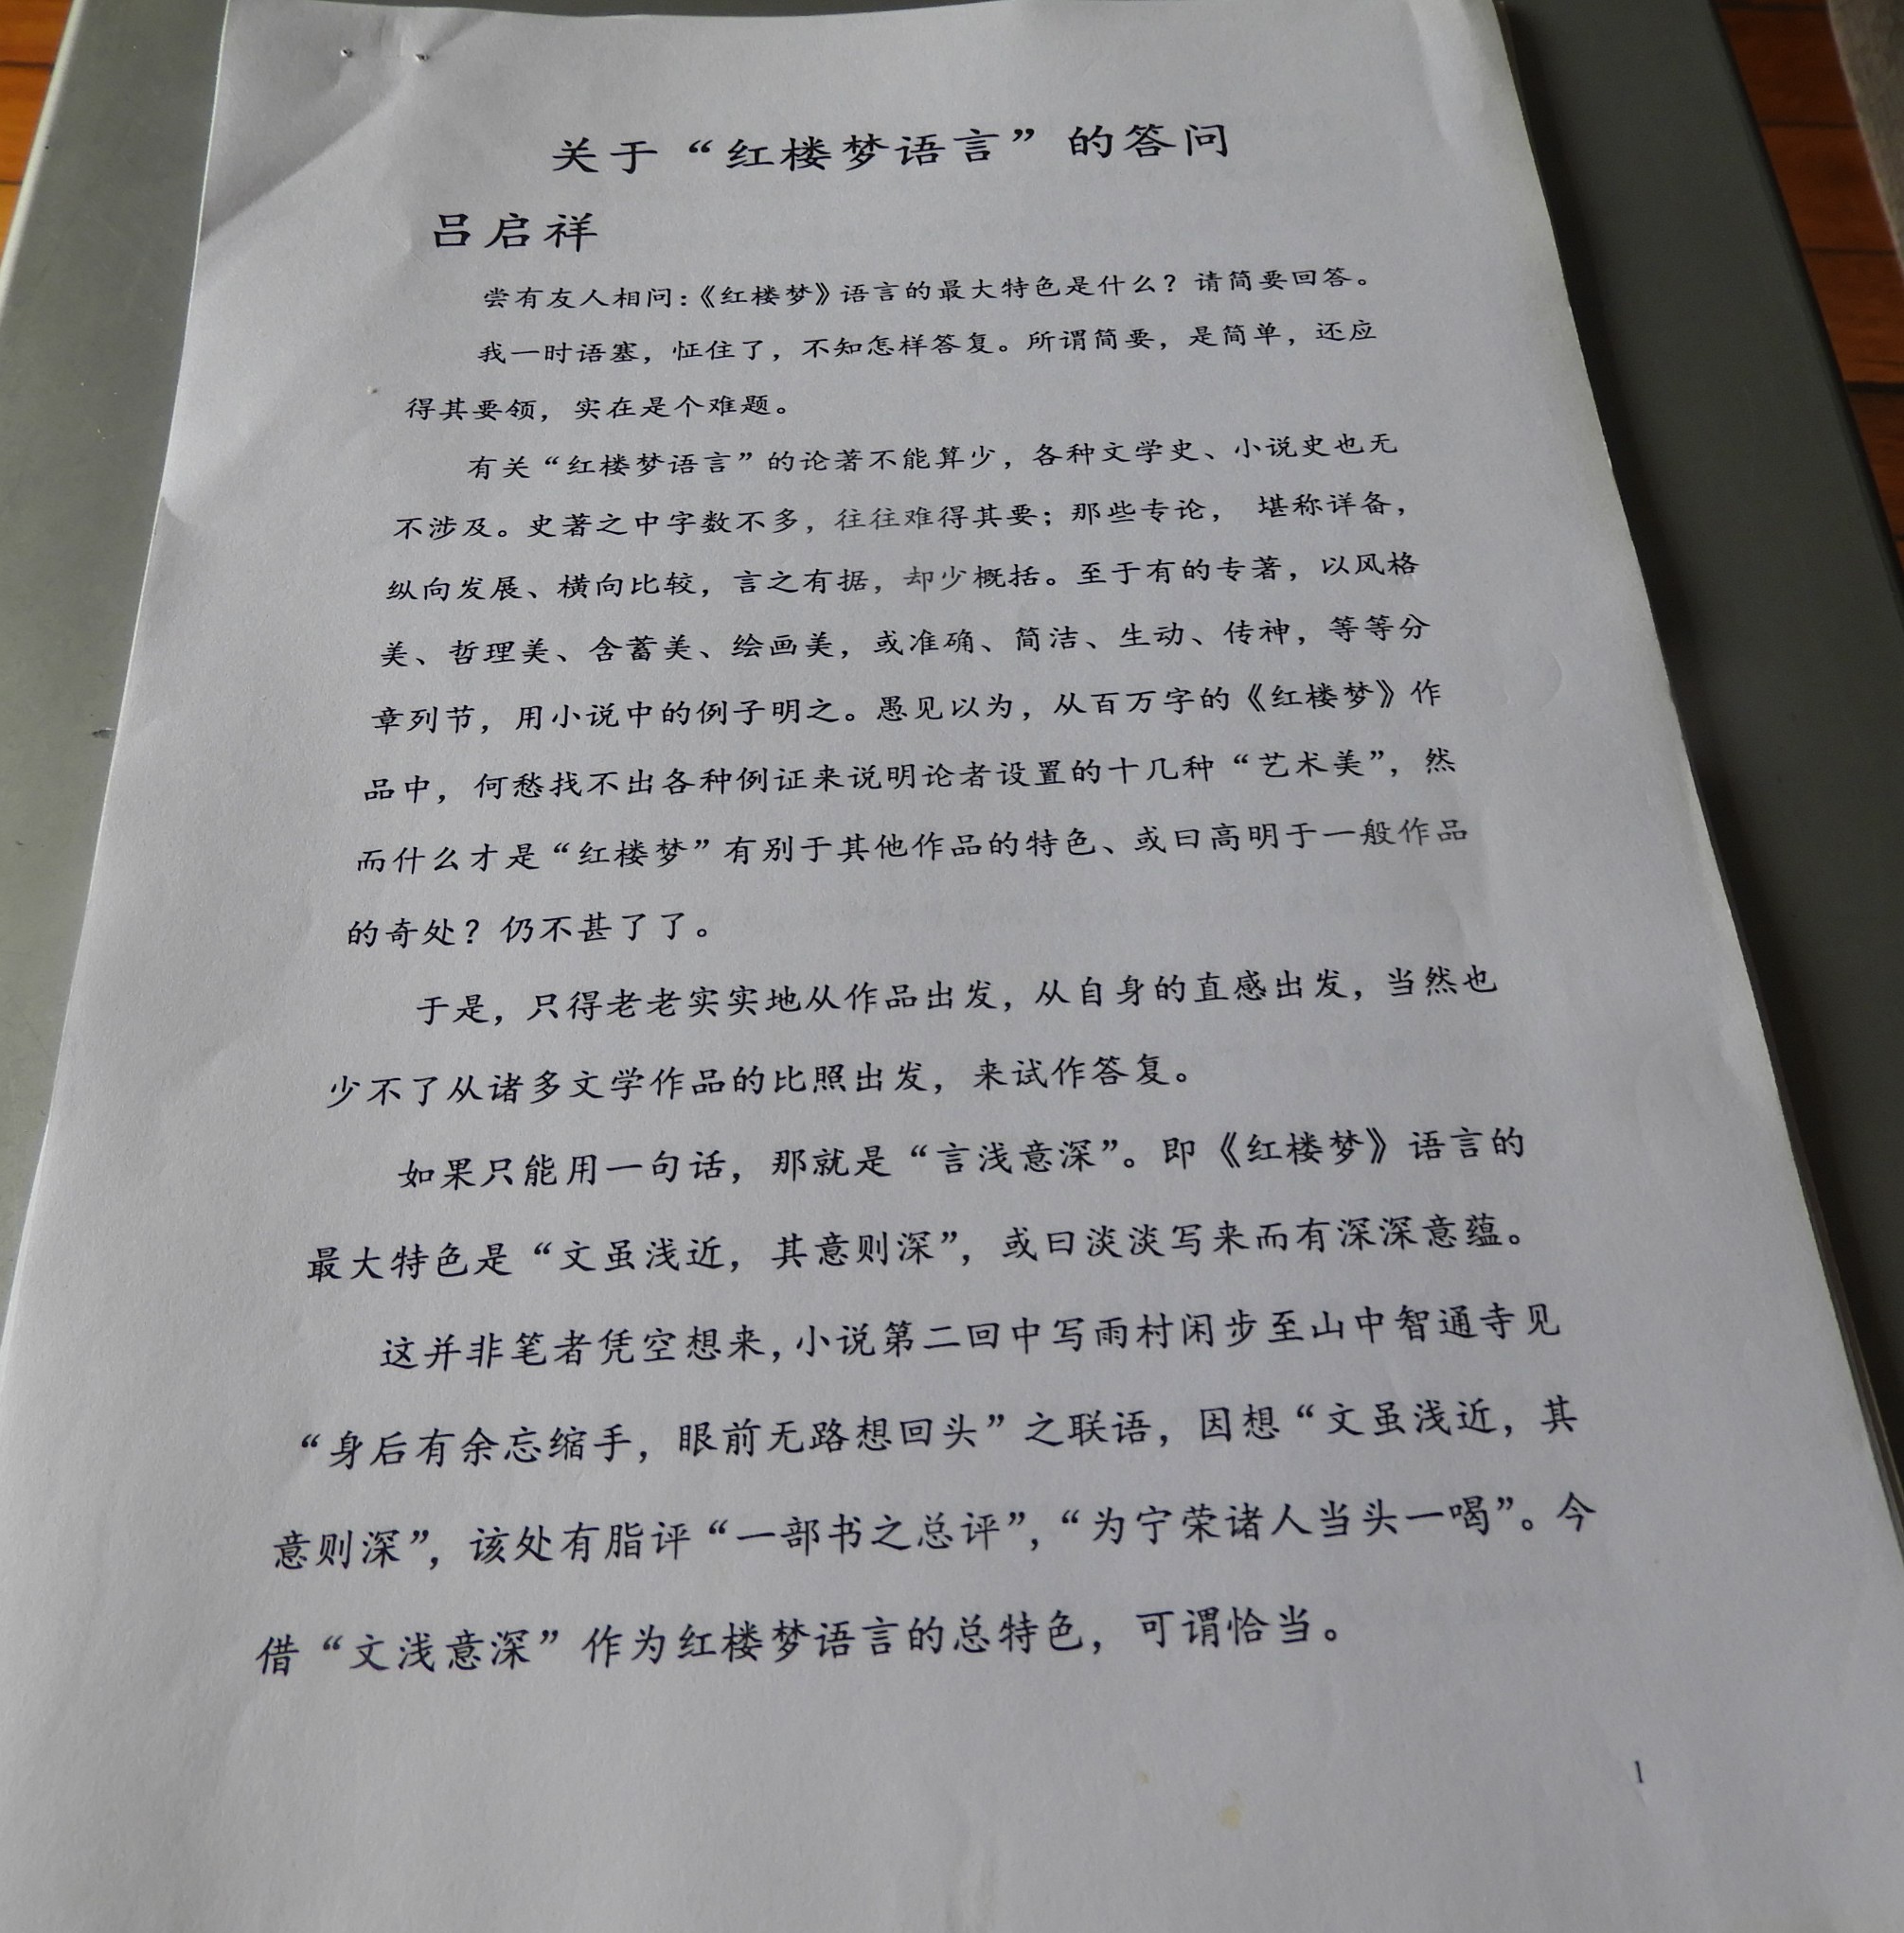 关于“红楼梦语言”的答问
吕启祥
尝有友人相问：《红楼梦》语言的最大特色是什么？请简要回答。
我一时语塞，怔住了，不知怎样答复。所谓简要，是简单，还应
得其要领，实在是个难题。
有关“红楼梦语言”的论著不能算少，各种文学史、小说史也无
不涉及。史著之中字数不多，往往难得其要；那些专论， 堪称详备，
纵向发展、横向比较，言之有据，却少概括。至于有的专著，以风格
美、哲理美、含蓄美、绘画美，或准确、简洁、生动、传神，等等分
章列节，用小说中的例子明之。愚见以为，从百万字的《红楼梦》作
品中，何愁找不出各种例证来说明论者设置的十几种“艺术美”，然
而什么才是“红楼梦”有别于其他作品的特色、或曰高明于一般作品
的奇处？仍不甚了了。
于是，只得老老实实地从作品出发，从自身的直感出发，当然也
少不了从诸多文学作品的比照出发，来试作答复。
如果只能用一句话，那就是“言浅意深”。即《红楼梦》语言的
最大特色是“文虽浅近，其意则深”，或曰淡淡写来而有深深意蕴。
这并非笔者凭空想来，小说第二回中写雨村闲步至山中智通寺见
“身后有余忘缩手，眼前无路想回头”之联语，因想“文虽浅近，其
意则深”，该处有脂评“一部书之总评”，“为宁荣诸人当头一喝”。今
借“文浅意深”作为红楼梦语言的总特色，可谓恰当。
1